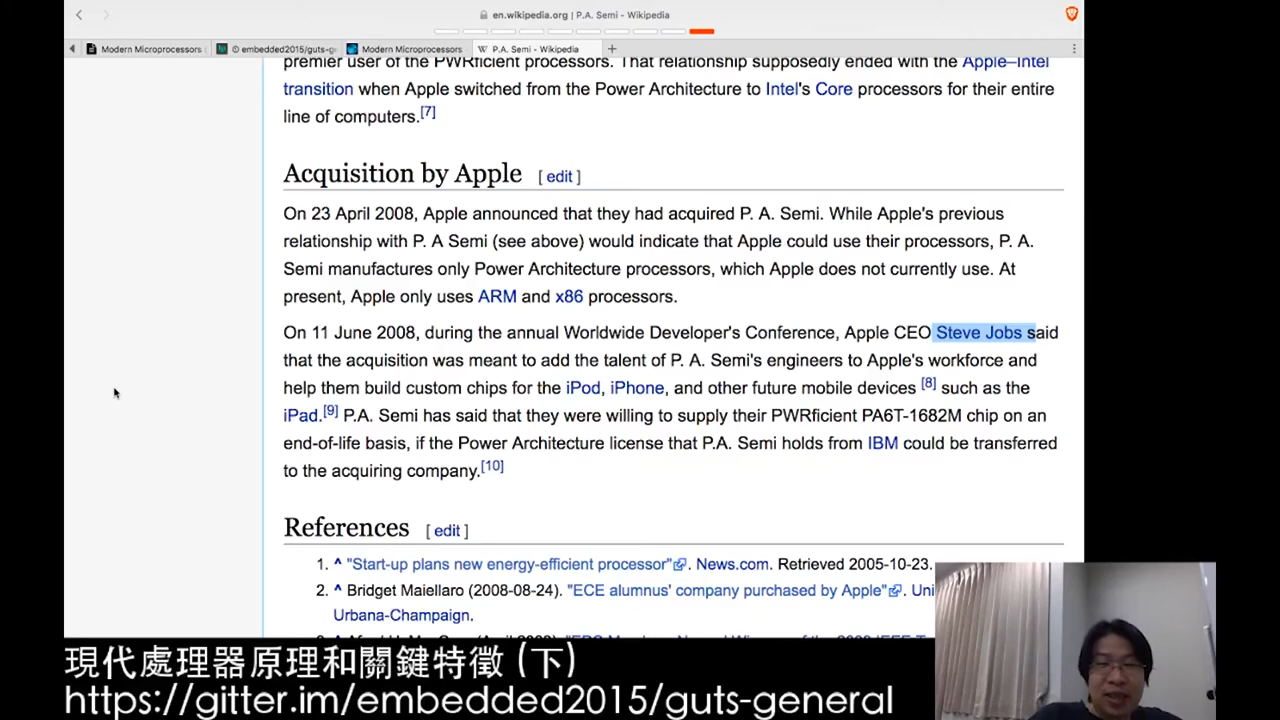 en.wikipedia.org | P.A. Semi - Wikipedia
Modern Microprocessors
embedded2015/guts-g
Modern Microprocessors
P.A. Semi - Wikipedia
premier user of the PWRficient processors. That relationship supposedly ended with the Apple–Intel
transition when Apple switched from the Power Architecture to Intel's Core processors for their entire
line of computers.[7]
Acquisition by Apple [ edit ]
On 23 April 2008, Apple announced that they had acquired P. A. Semi. While Apple's previous
relationship with P. A Semi (see above) would indicate that Apple could use their processors, P. A.
Semi manufactures only Power Architecture processors, which Apple does not currently use. At
present, Apple only uses ARM and x86 processors.
On 11 June 2008, during the annual Worldwide Developer's Conference, Apple CEO Steve Jobs said
that the acquisition was meant to add the talent of P. A. Semi's engineers to Apple's workforce and
help them build custom chips for the iPod, iPhone, and other future mobile devices [8] such as the
iPad.[9] P.A. Semi has said that they were willing to supply their PWRficient PA6T-1682M chip on an
end-of-life basis, if the Power Architecture license that P.A. Semi holds from IBM could be transferred
to the acquiring company.[10]
References [ edit ]
1. ^ "Start-up plans new energy-efficient processor". News.com. Retrieved 2005-10-23.
2. ^ Bridget Maiellaro (2008-08-24). "ECE alumnus' company purchased by Apple". Uni
Urbana-Champaign.
現代處理器原理和關鍵特徵 (下)
https://gitter.im/embedded2015/guts-general